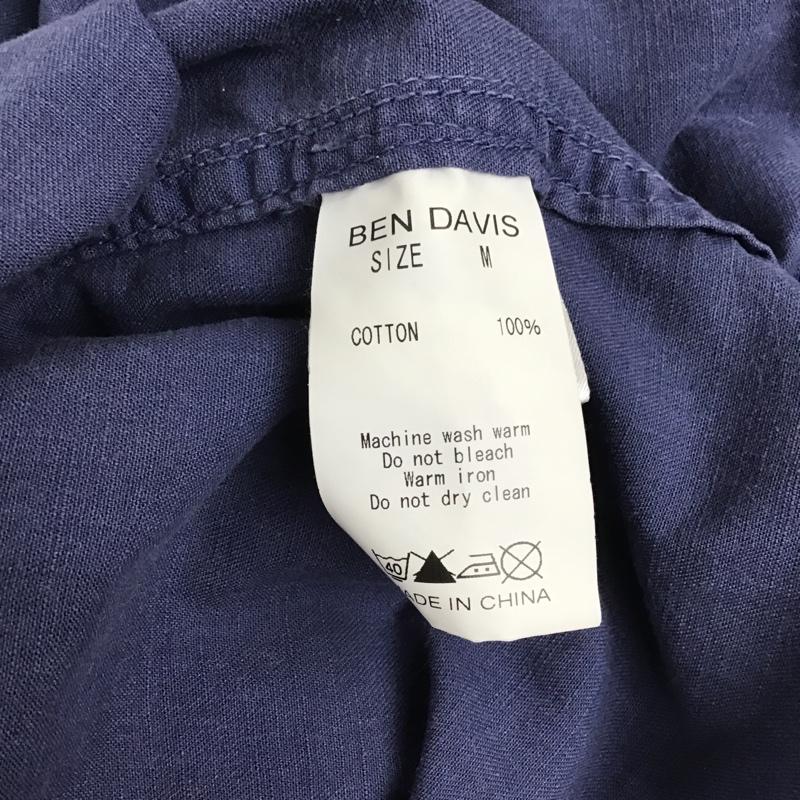 BEN DAVIS
SIZE M
COTTON 100%
Machine wash warm
Do not bleach
Warm iron
Do not dry clean
40
ADE IN CHINA